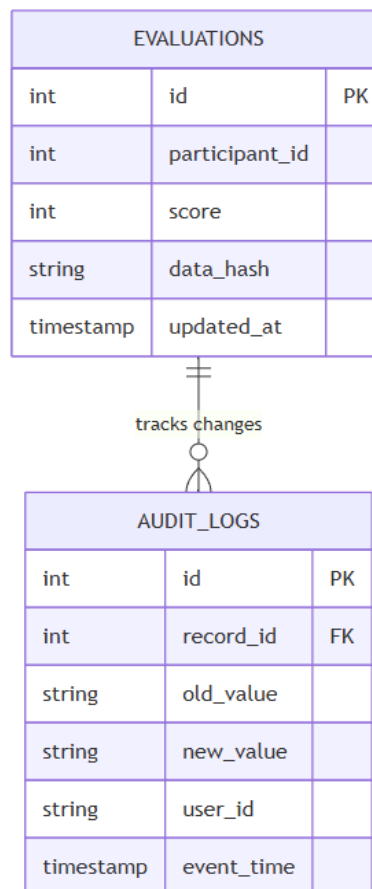 EVALUATIONS
int id PK
int participant_id
int score
string data_hash
timestamp updated_at
tracks changes
AUDIT_LOGS
int id PK
int record_id FK
string old_value
string new_value
string user_id
timestamp event_time